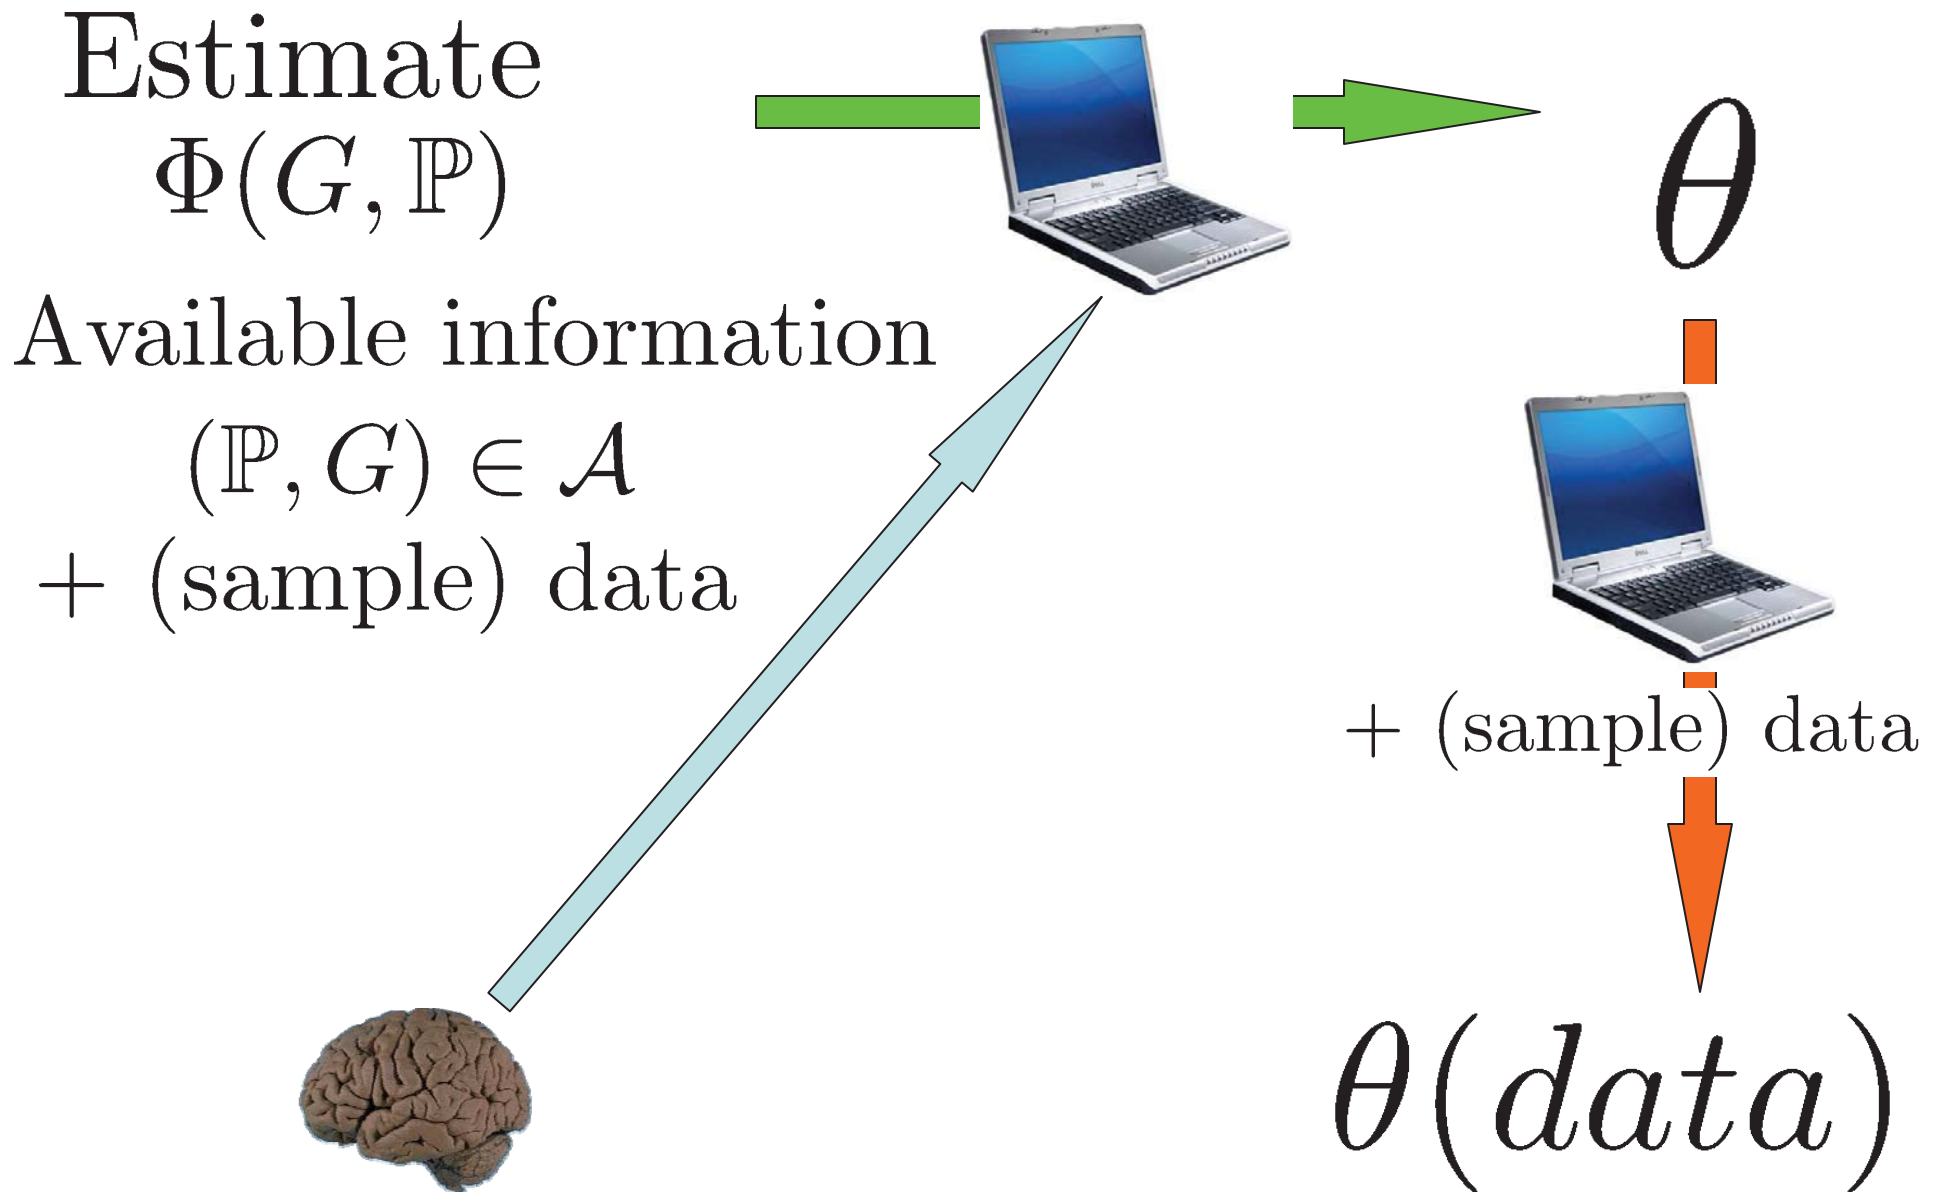 Estimate
Φ(G, ℙ)
Available information
(ℙ, G) ∈ 𝒜
+ (sample) data
θ
+ (sample) data
θ(data)